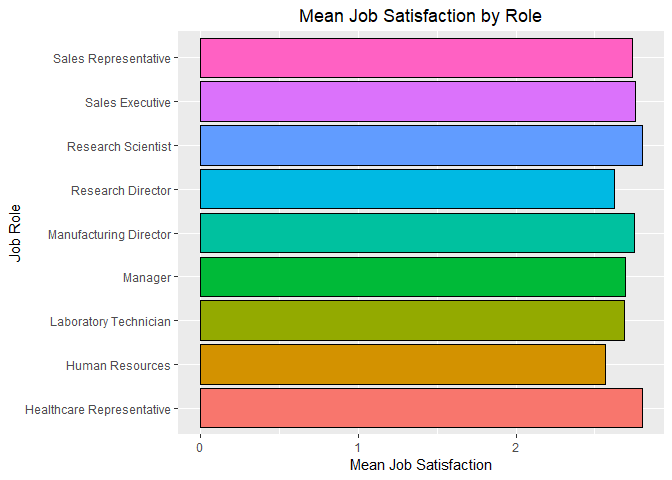 Mean Job Satisfaction by Role
Job Role
Sales Representative
Sales Executive
Research Scientist
Research Director
Manufacturing Director
Manager
Laboratory Technician
Human Resources
Healthcare Representative
0 1 2
Mean Job Satisfaction